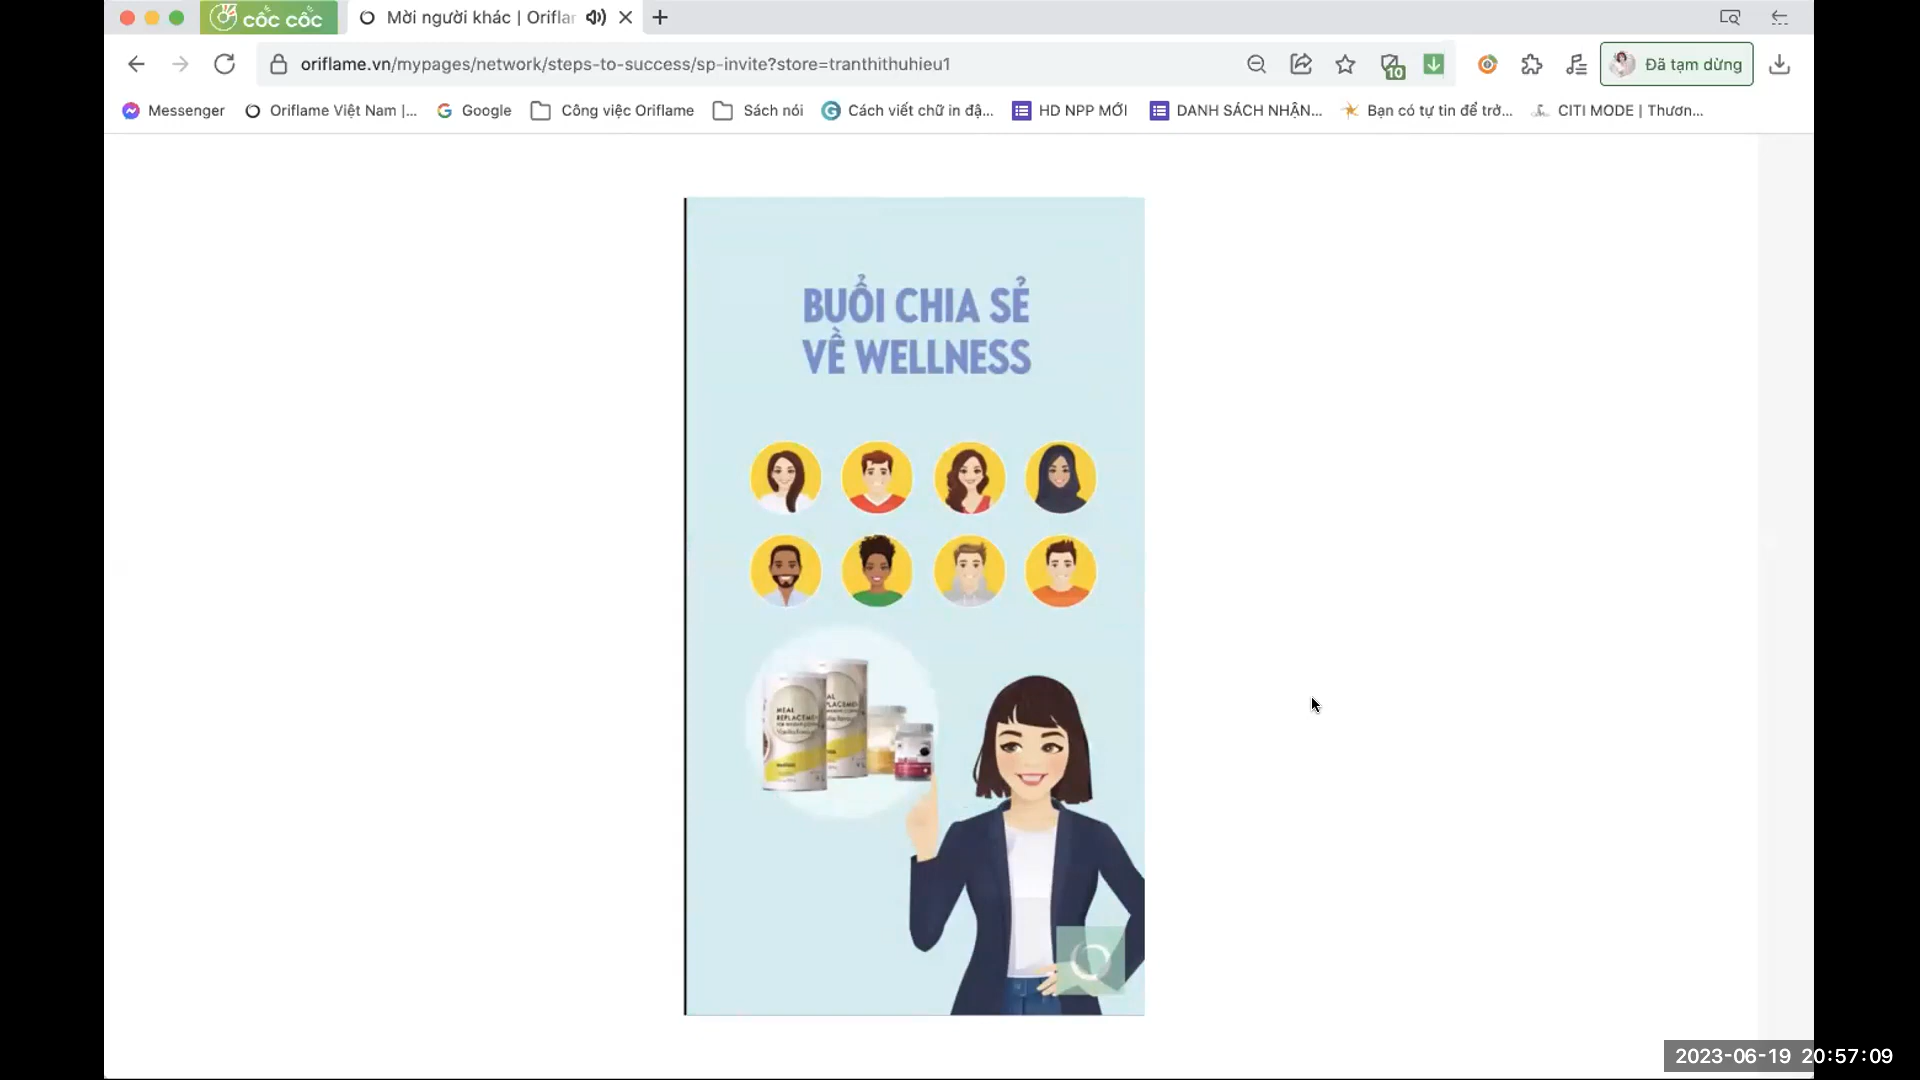 cốc cốc
Mời người khác | Oriflar
oriflame.vn/mypages/network/steps-to-success/sp-invite?store=tranthithuhieu1
10
Đã tạm dừng
Messenger
Oriflame Việt Nam |...
Google
Công việc Oriflame
Sách nói
Cách viết chữ in đậ...
HD NPP MỚI
DANH SÁCH NHẬN...
Bạn có tự tin để trở...
CITI MODE | Thươn...
BUỔI CHIA SẺ
VỀ WELLNESS
MEAL
REPLACEMEN
2023-06-19 20:57:09